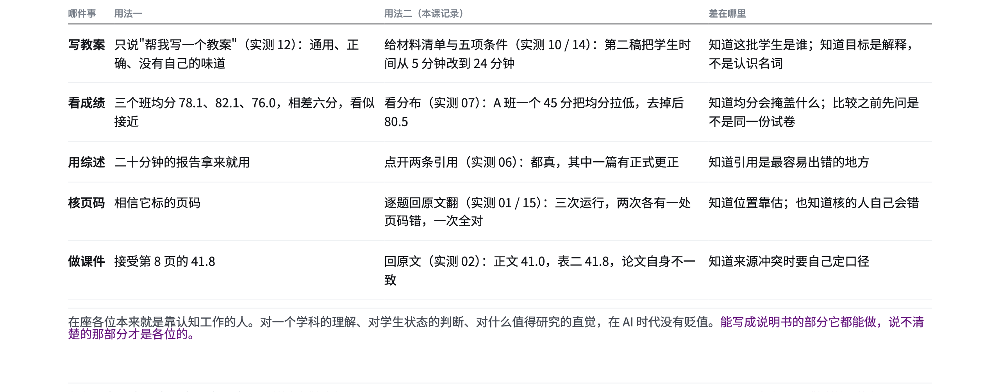 哪件事 用法一 用法二（本课记录） 差在哪里
写教案 只说"帮我写一个教案"（实测 12）：通用、正 给材料清单与五项条件（实测 10 / 14）：第二稿把学生时 知道这批学生是谁；知道目标是解释，
确、没有自己的味道 间从 5 分钟改到 24 分钟 不是认识名词
看成绩 三个班均分 78.1、82.1、76.0，相差六分，看似 看分布（实测 07）：A 班一个 45 分把均分拉低，去掉后 知道均分会掩盖什么；比较之前先问是
接近 80.5 不是同一份试卷
用综述 二十分钟的报告拿来就用 点开两条引用（实测 06）：都真，其中一篇有正式更正 知道引用是最容易出错的地方
核页码 相信它标的页码 逐题回原文翻（实测 01 / 15）：三次运行，两次各有一处 知道位置靠估；也知道核的人自己会错
页码错，一次全对
做课件 接受第 8 页的 41.8 回原文（实测 02）：正文 41.0，表二 41.8，论文自身不一 知道来源冲突时要自己定口径
致
在座各位本来就是靠认知工作的人。对一个学科的理解、对学生状态的判断、对什么值得研究的直觉，在 AI 时代没有贬值。能写成说明书的部分它都能做，说不清
楚的那部分才是各位的。